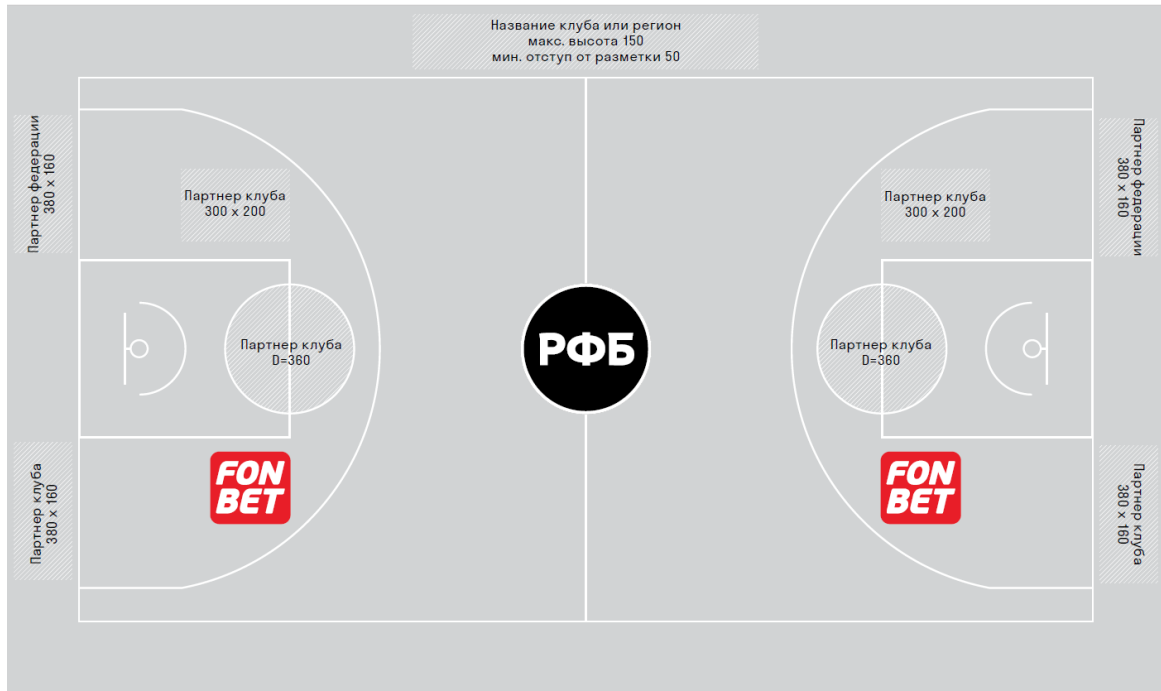 Название клуба или регион
макс. высота 150
мин. отступ от разметки 50
Партнер федерации
380 x 160
Партнер клуба
300 x 200
Партнер клуба
300 x 200
Партнер федерации
380 x 160
Партнер клуба
D=360
РФБ
Партнер клуба
D=360
Партнер клуба
380 x 160
FON
BET
FON
BET
Партнер клуба
380 x 160